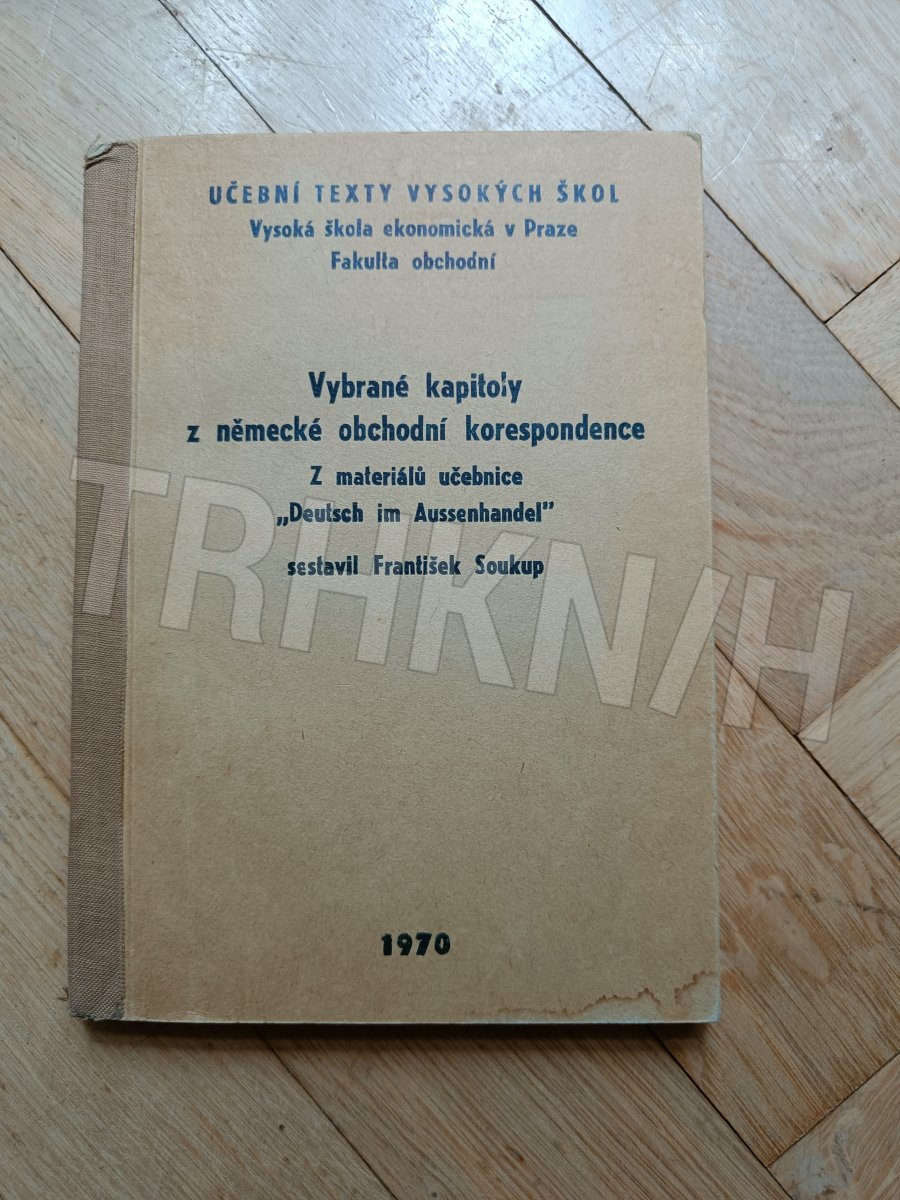 UČEBNÍ TEXTY VYSOKÝCH ŠKOL
Vysoká škola ekonomická v Praze
Fakulta obchodní
Vybrané kapitoly
z německé obchodní korespondence
Z materiálů učebnice
„Deutsch im Aussenhandel”
sestavil František Soukup
TRHKN/H
1970